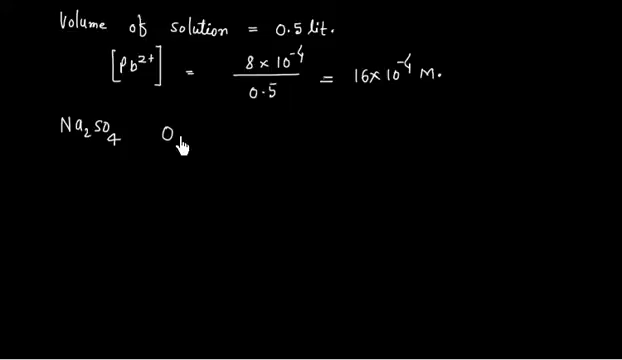 Volume of solution = 0.5 lit.
[Pb²⁺] = 8 × 10⁻⁴ / 0.5 = 16 × 10⁻⁴ M.
Na₂so₄ 0